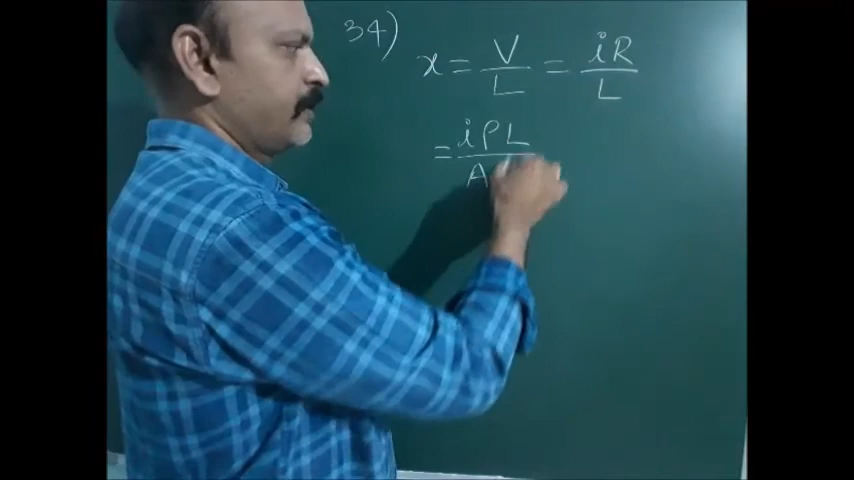 34)
x = V/L = iR/L
= iρL/A